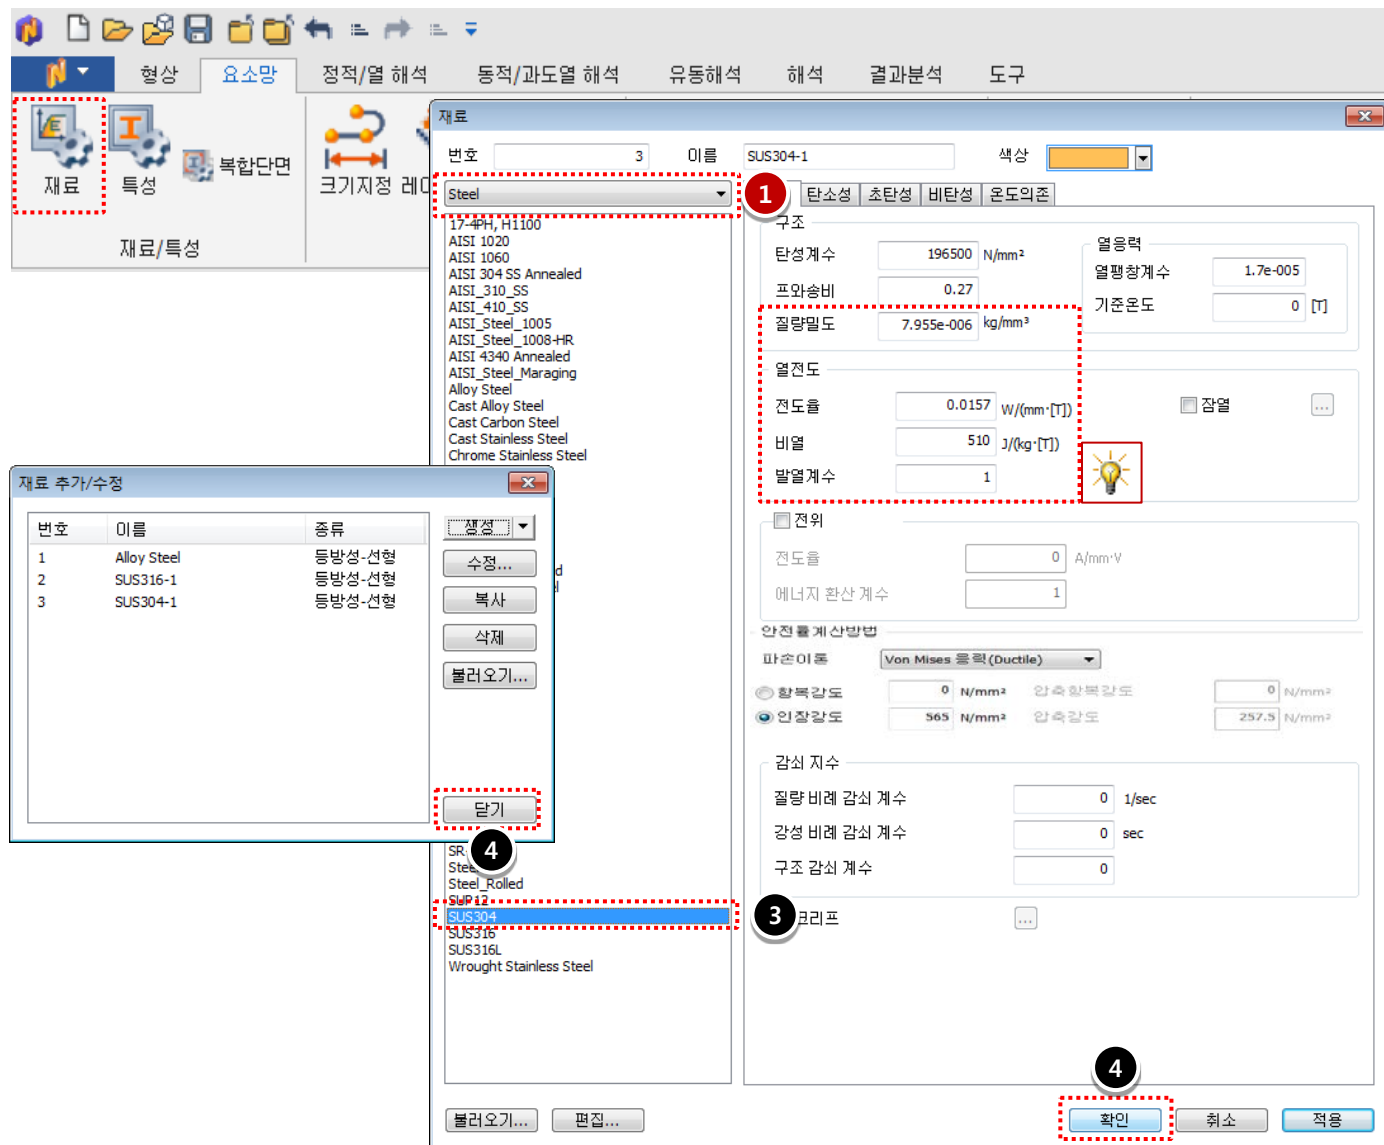 형상 요소망 정적/열 해석 동적/과도열 해석 유동해석 해석 결과분석 도구
재료
특성
복합단면
크기지정
재료/특성
재료
번호 3 이름 SUS304-1 색상
Steel
1
탄소성 초탄성 비탄성 온도의존
17-4PH, H1100
AISI 1020
AISI 1060
AISI 304 SS Annealed
AISI_310_SS
AISI_410_SS
AISI_Steel_1005
AISI_Steel_1008-HR
AISI 4340 Annealed
AISI_Steel_Maraging
Alloy Steel
Cast Alloy Steel
Cast Carbon Steel
Cast Stainless Steel
Chrome Stainless Steel
Steel_Rolled
SUP12
SUS304
SUS316
SUS316L
Wrought Stainless Steel
3
구조
탄성계수 196500 N/mm²
프와송비 0.27
질량밀도 7.955e-006 kg/mm³
열응력
열팽창계수 1.7e-005
기준온도 0 [T]
열전도
전도율 0.0157 W/(mm·[T])
비열 510 J/(kg·[T])
발열계수 1
잠열 ...
전위
전도율 0 A/mm·V
에너지 환산 계수 1
안전률계산방법
파손이론 Von Mises 응력(Ductile)
항복강도 0 N/mm² 압축항복강도 0 N/mm²
인장강도 565 N/mm² 압축강도 257.5 N/mm²
감쇠 지수
질량 비례 감쇠 계수 0 1/sec
강성 비례 감쇠 계수 0 sec
구조 감쇠 계수 0
크리프 ...
재료 추가/수정
번호 이름 종류
1 Alloy Steel 등방성-선형
2 SUS316-1 등방성-선형
3 SUS304-1 등방성-선형
생성
수정...
복사
삭제
불러오기...
닫기
4
4
불러오기... 편집... 확인 취소 적용